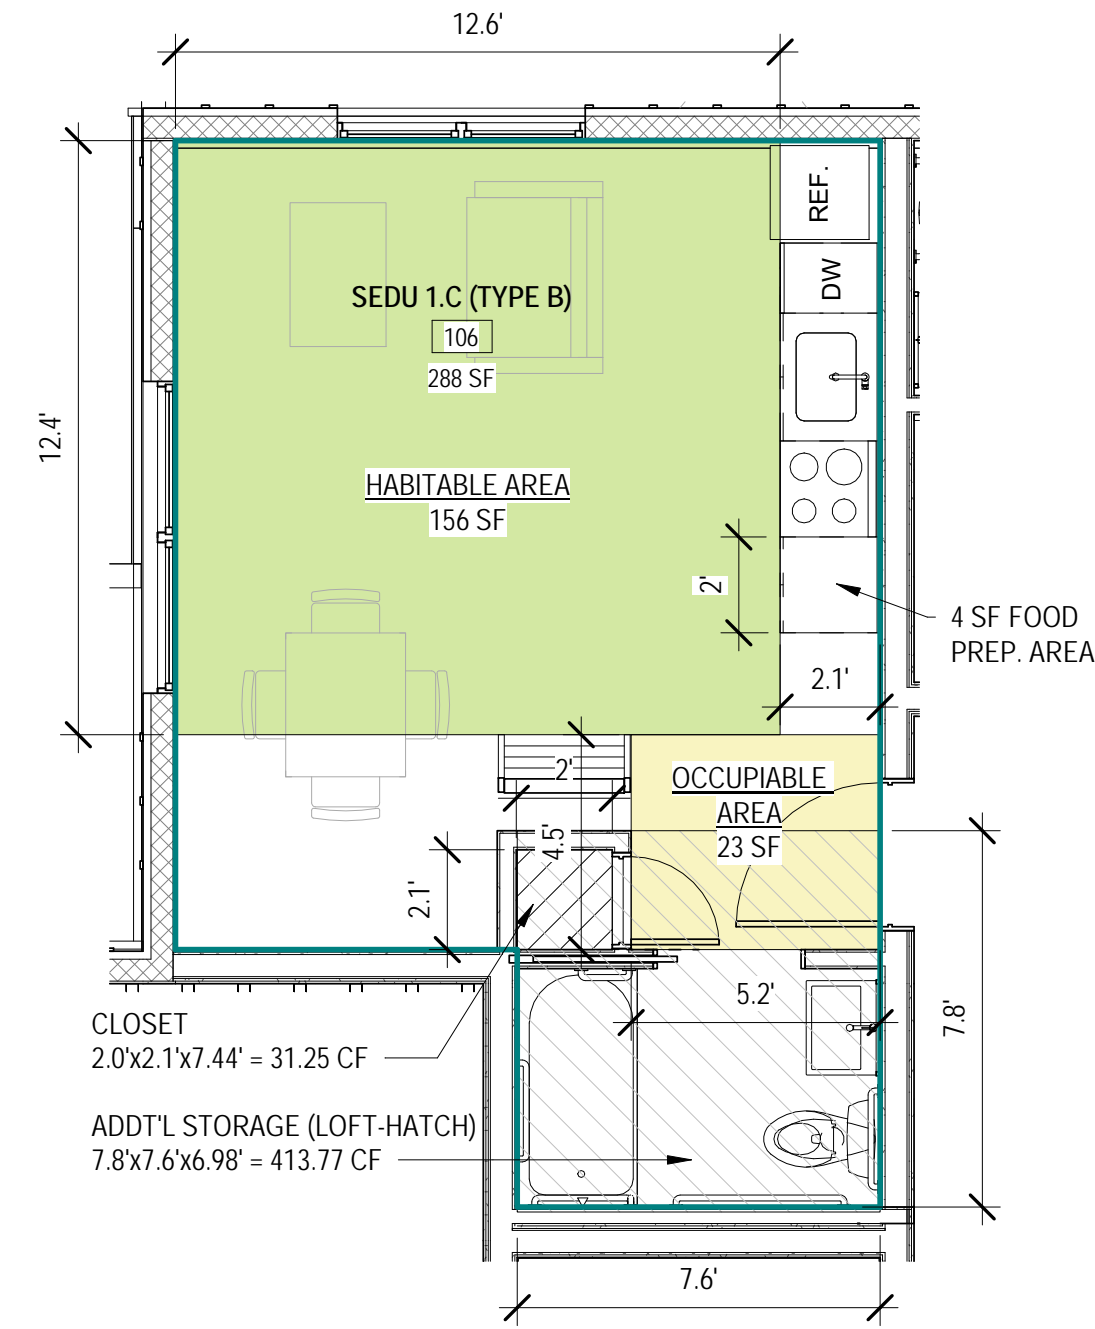 12.6'
REF.
DW
SEDU 1.C (TYPE B)
106
288 SF
12.4'
HABITABLE AREA
156 SF
2'
4 SF FOOD
PREP. AREA
2.1'
2'
OCCUPIABLE
AREA
23 SF
4.5'
2.1'
5.2'
7.8'
CLOSET
2.0'x2.1'x7.44' = 31.25 CF
ADDT'L STORAGE (LOFT-HATCH)
7.8'x7.6'x6.98' = 413.77 CF
7.6'